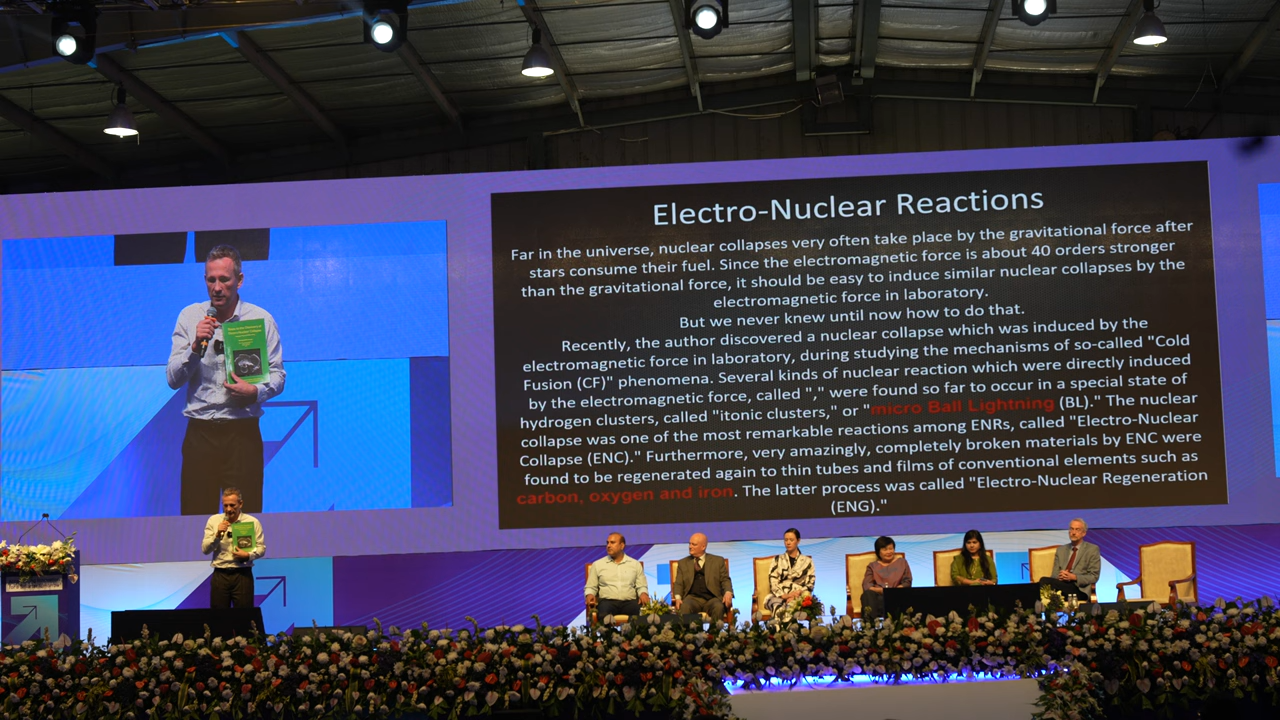 Electro-Nuclear Reactions
Far in the universe, nuclear collapses very often take place by the gravitational force after
stars consume their fuel. Since the electromagnetic force is about 40 orders stronger
than the gravitational force, it should be easy to induce similar nuclear collapses by the
electromagnetic force in laboratory.
But we never knew until now how to do that.
Recently, the author discovered a nuclear collapse which was induced by the
electromagnetic force in laboratory, during studying the mechanisms of so-called "Cold
Fusion (CF)" phenomena. Several kinds of nuclear reaction which were directly induced
by the electromagnetic force, called "," were found so far to occur in a special state of
hydrogen clusters, called "itonic clusters," or "micro Ball Lightning (BL)." The nuclear
collapse was one of the most remarkable reactions among ENRs, called "Electro-Nuclear
Collapse (ENC)." Furthermore, very amazingly, completely broken materials by ENC were
found to be regenerated again to thin tubes and films of conventional elements such as
carbon, oxygen and iron. The latter process was called "Electro-Nuclear Regeneration
(ENG)."